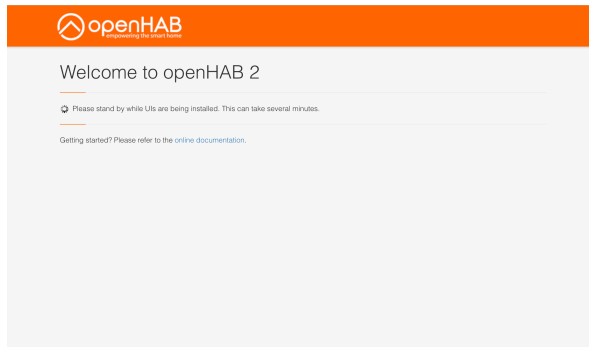 openHAB
empowering the smart home
Welcome to openHAB 2
Please stand by while UIs are being installed. This can take several minutes.
Getting started? Please refer to the online documentation.